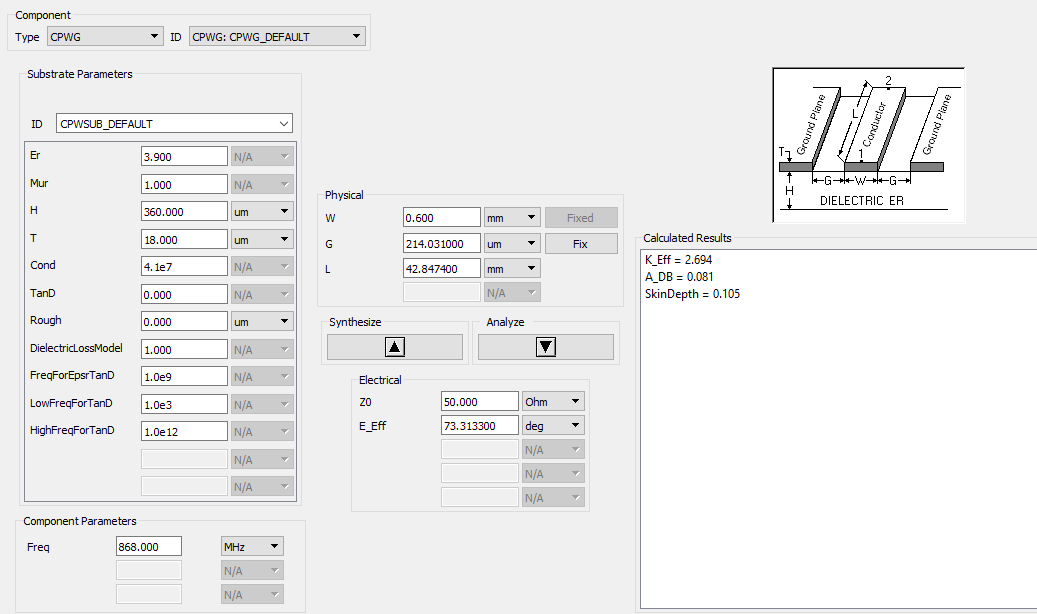 Component
Type CPWG ID CPWG: CPWG_DEFAULT
Substrate Parameters
ID CPWSUB_DEFAULT
Er 3.900 N/A
Mur 1.000 N/A
H 360.000 um
T 18.000 um
Cond 4.1e7 N/A
TanD 0.000 N/A
Rough 0.000 um
DielectricLossModel 1.000 N/A
FreqForEpsrTanD 1.0e9 N/A
LowFreqForTanD 1.0e3 N/A
HighFreqForTanD 1.0e12 N/A
N/A
N/A
Component Parameters
Freq 868.000 MHz
N/A
N/A
Physical
W 0.600 mm Fixed
G 214.031000 um Fix
L 42.847400 mm
N/A
Synthesize Analyze
Electrical
Z0 50.000 Ohm
E_Eff 73.313300 deg
N/A
N/A
N/A
2
Ground Plane L Conductor Ground Plane
T 1
G W G
H
DIELECTRIC ER
Calculated Results
K_Eff = 2.694
A_DB = 0.081
SkinDepth = 0.105